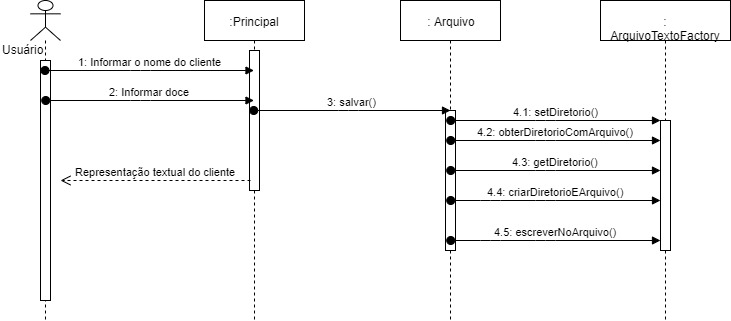 :Principal
: Arquivo
:
ArquivoTextoFactory
Usuário
1: Informar o nome do cliente
2: Informar doce
3: salvar()
4.1: setDiretorio()
4.2: obterDiretorioComArquivo()
4.3: getDiretorio()
Representação textual do cliente
4.4: criarDiretorioEArquivo()
4.5: escreverNoArquivo()